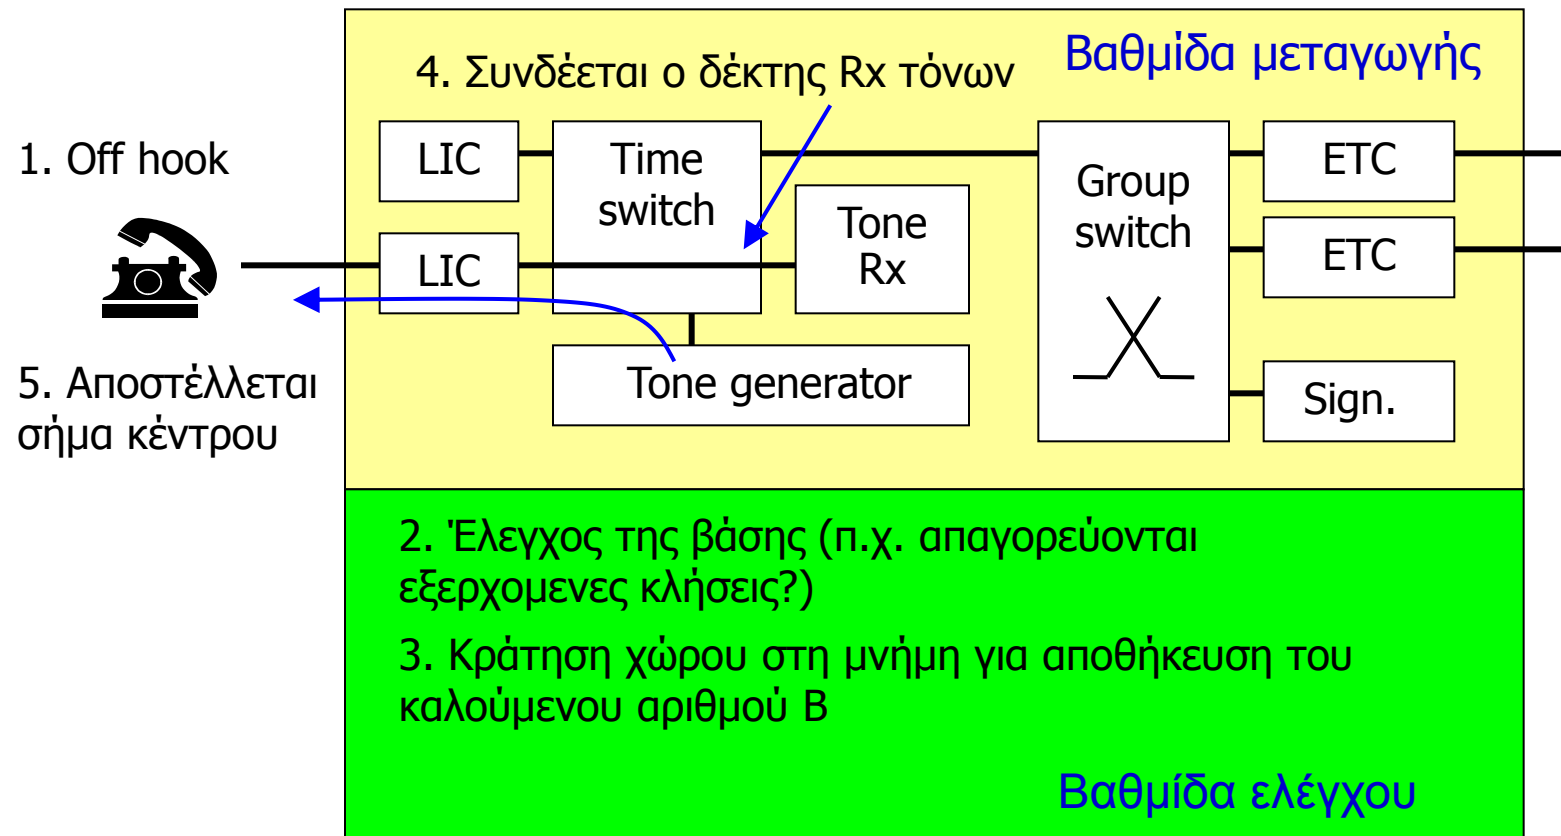 Βαθμίδα μεταγωγής
4. Συνδέεται ο δέκτης Rx τόνων
1. Off hook
LIC
Time
switch
Group
switch
ETC
Tone
Rx
LIC
ETC
5. Αποστέλλεται
σήμα κέντρου
Tone generator
Sign.
2. Έλεγχος της βάσης (π.χ. απαγορεύονται
εξερχομενες κλήσεις?)
3. Κράτηση χώρου στη μνήμη για αποθήκευση του
καλούμενου αριθμού Β
Βαθμίδα ελέγχου